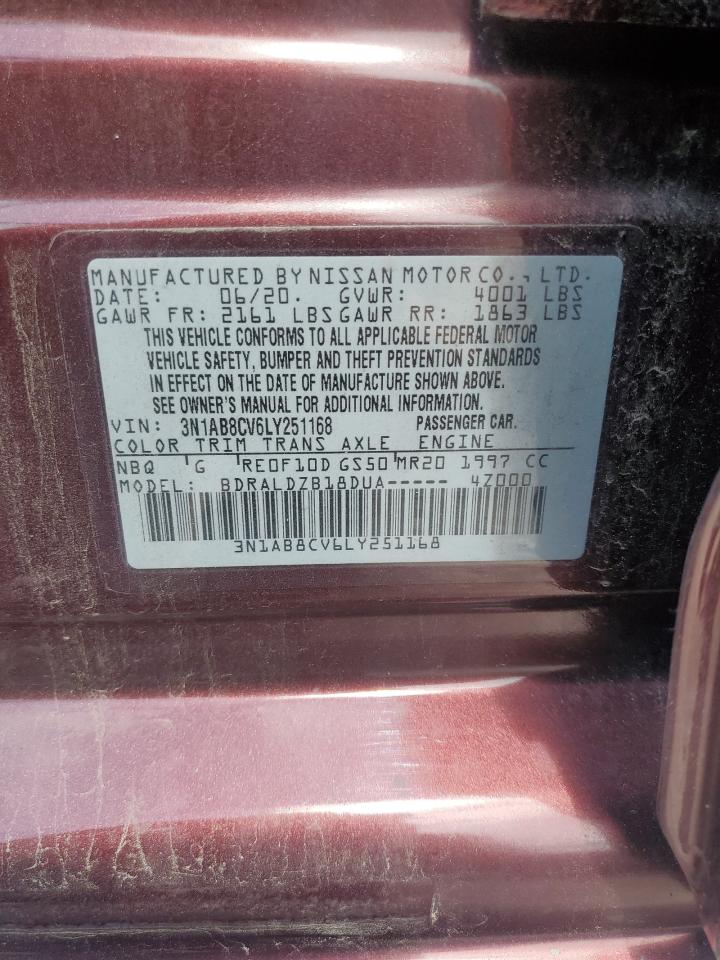 MANUFACTURED BY NISSAN MOTOR CO., LTD.
DATE: 06/20. GVWR: 4001 LBS
GAWR FR: 2161 LBS GAWR RR: 1863 LBS
THIS VEHICLE CONFORMS TO ALL APPLICABLE FEDERAL MOTOR
VEHICLE SAFETY, BUMPER AND THEFT PREVENTION STANDARDS
IN EFFECT ON THE DATE OF MANUFACTURE SHOWN ABOVE.
SEE OWNER'S MANUAL FOR ADDITIONAL INFORMATION.
VIN: 3N1AB8CV6LY251168 PASSENGER CAR.
COLOR TRIM TRANS AXLE ENGINE
NBQ G RE0F10D GS50 MR20 1997 CC
MODEL: BDRALDZB18DUA----- 4Z000
3N1AB8CV6LY251168